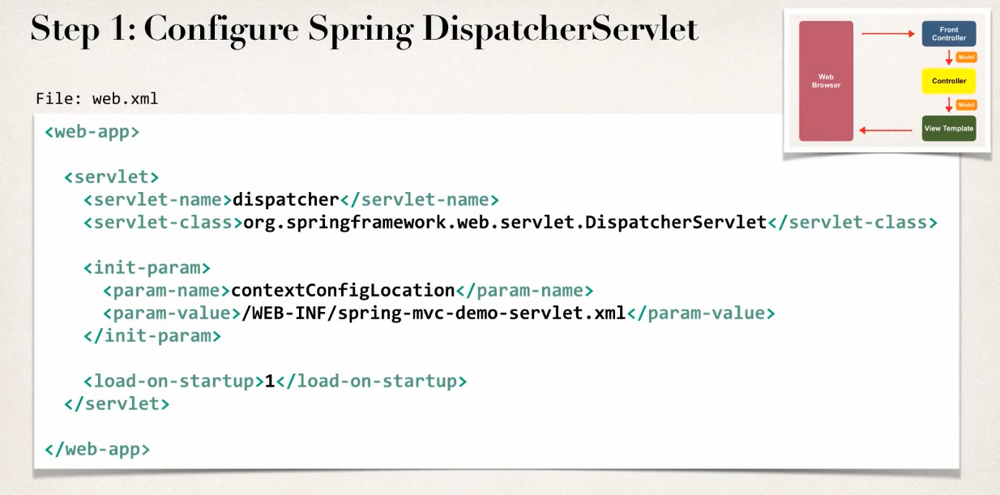 Step 1: Configure Spring DispatcherServlet
Web
Browser
Front
Controller
Model
Controller
Model
View Template
File: web.xml
<web-app>
<servlet>
<servlet-name>dispatcher</servlet-name>
<servlet-class>org.springframework.web.servlet.DispatcherServlet</servlet-class>
<init-param>
<param-name>contextConfigLocation</param-name>
<param-value>/WEB-INF/spring-mvc-demo-servlet.xml</param-value>
</init-param>
<load-on-startup>1</load-on-startup>
</servlet>
</web-app>